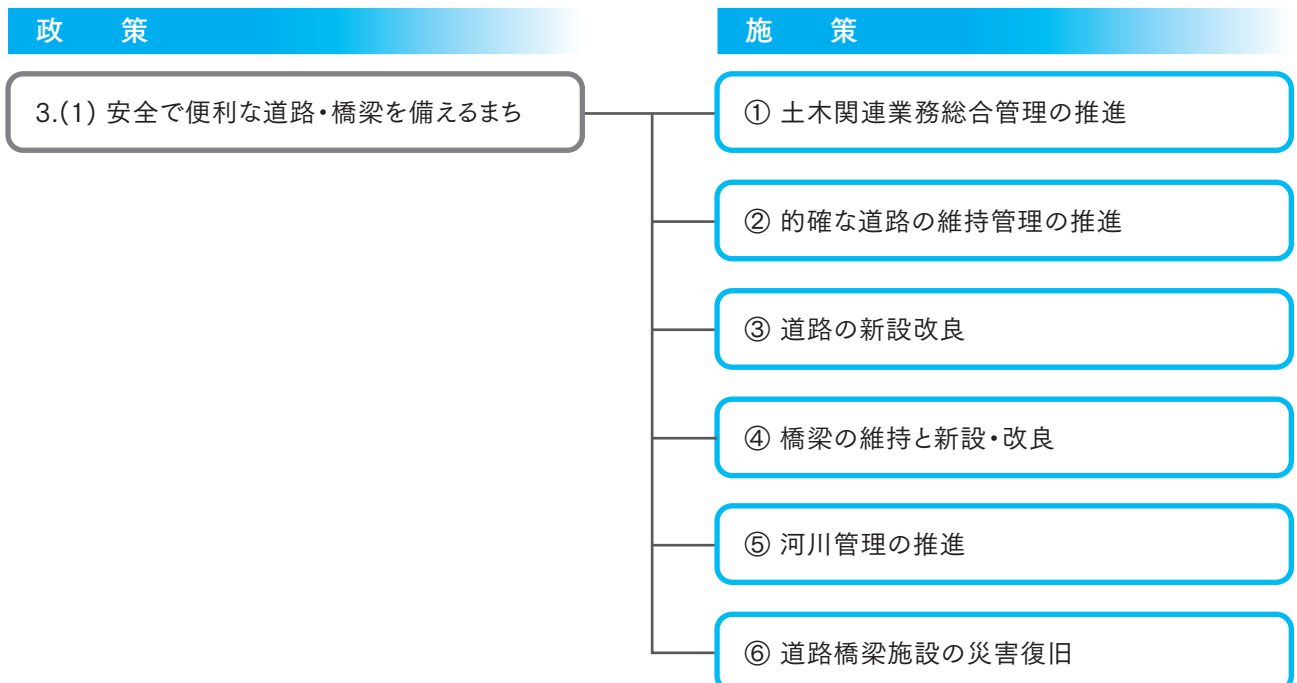 政　策
施　策
3.(1) 安全で便利な道路・橋梁を備えるまち
① 土木関連業務総合管理の推進
② 的確な道路の維持管理の推進
③ 道路の新設改良
④ 橋梁の維持と新設・改良
⑤ 河川管理の推進
⑥ 道路橋梁施設の災害復旧